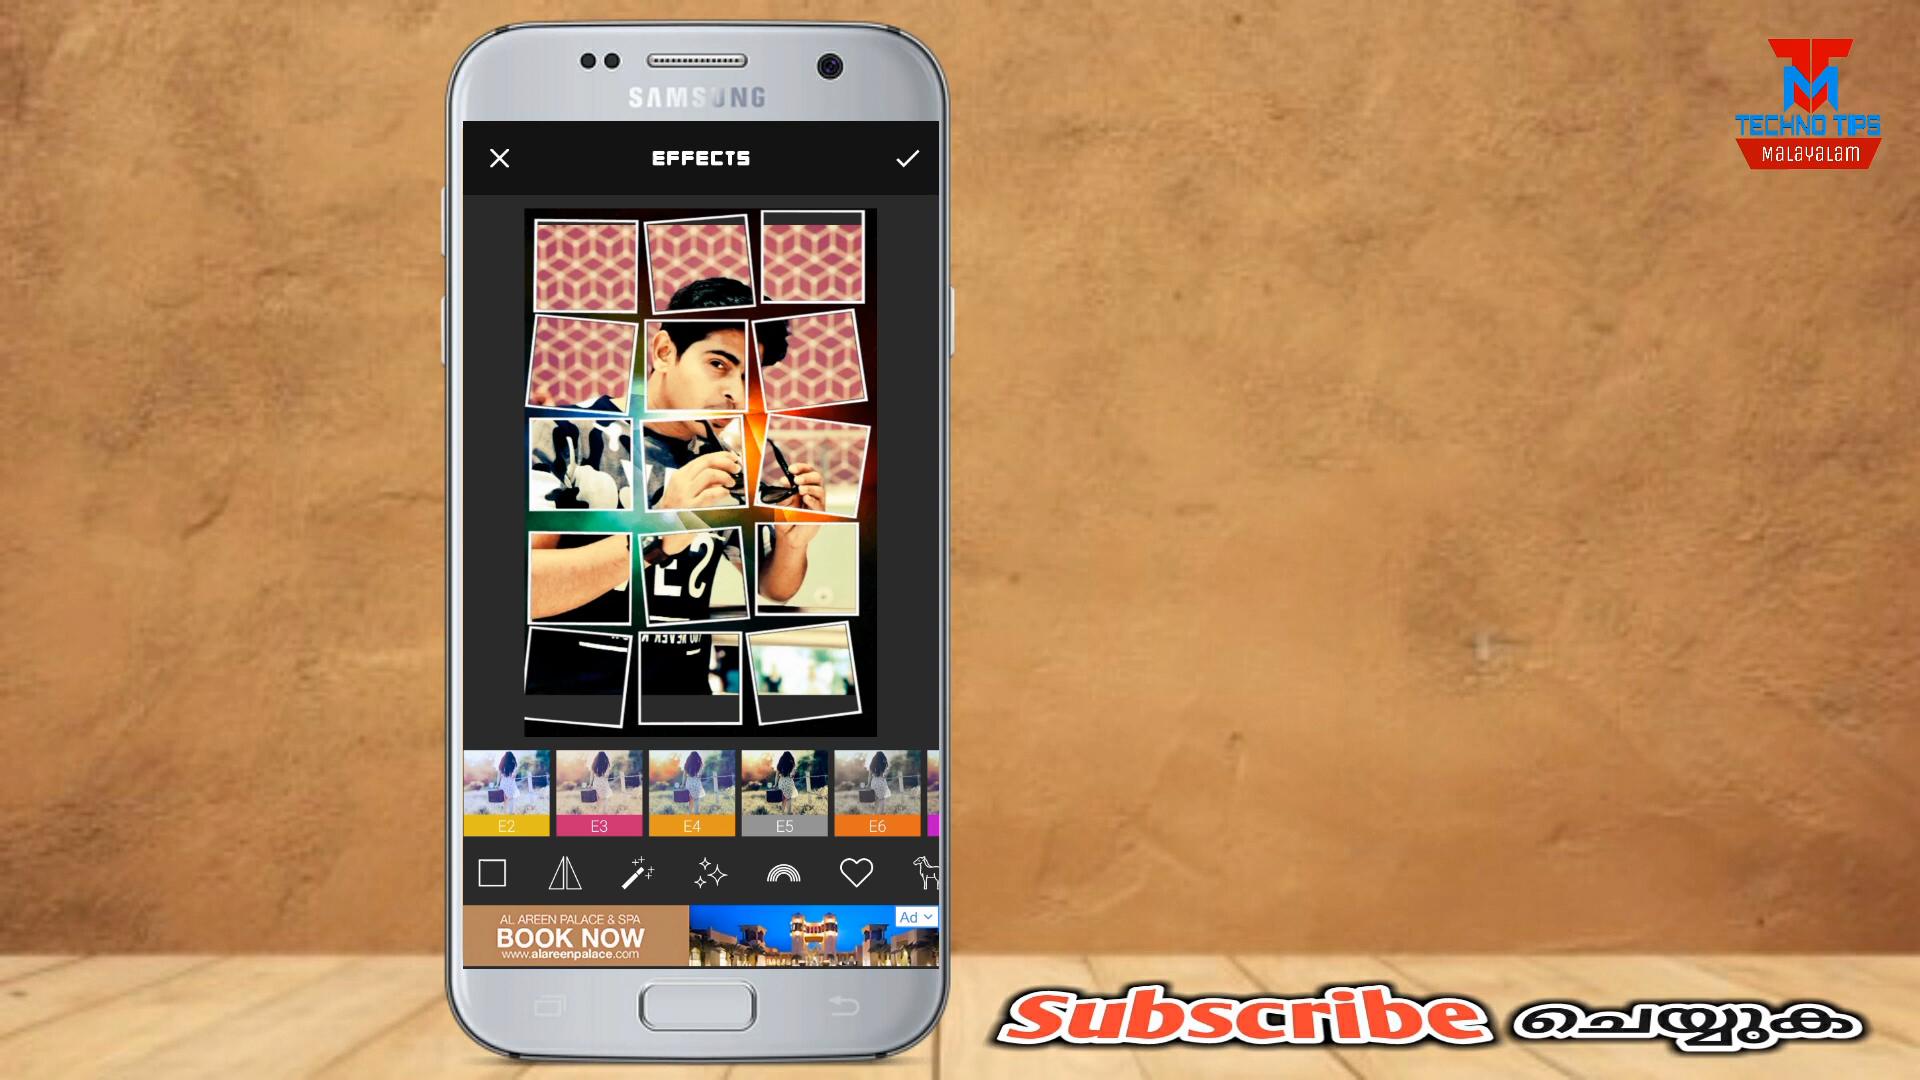 SAMSUNG
EFFECTS
E2
E3
E4
E5
E6
AL AREEN PALACE & SPA
BOOK NOW
www.alareenpalace.com
Ad
TM
TECHNO TIPS
MALAYALAM
Subscribe ചെയ്യുക